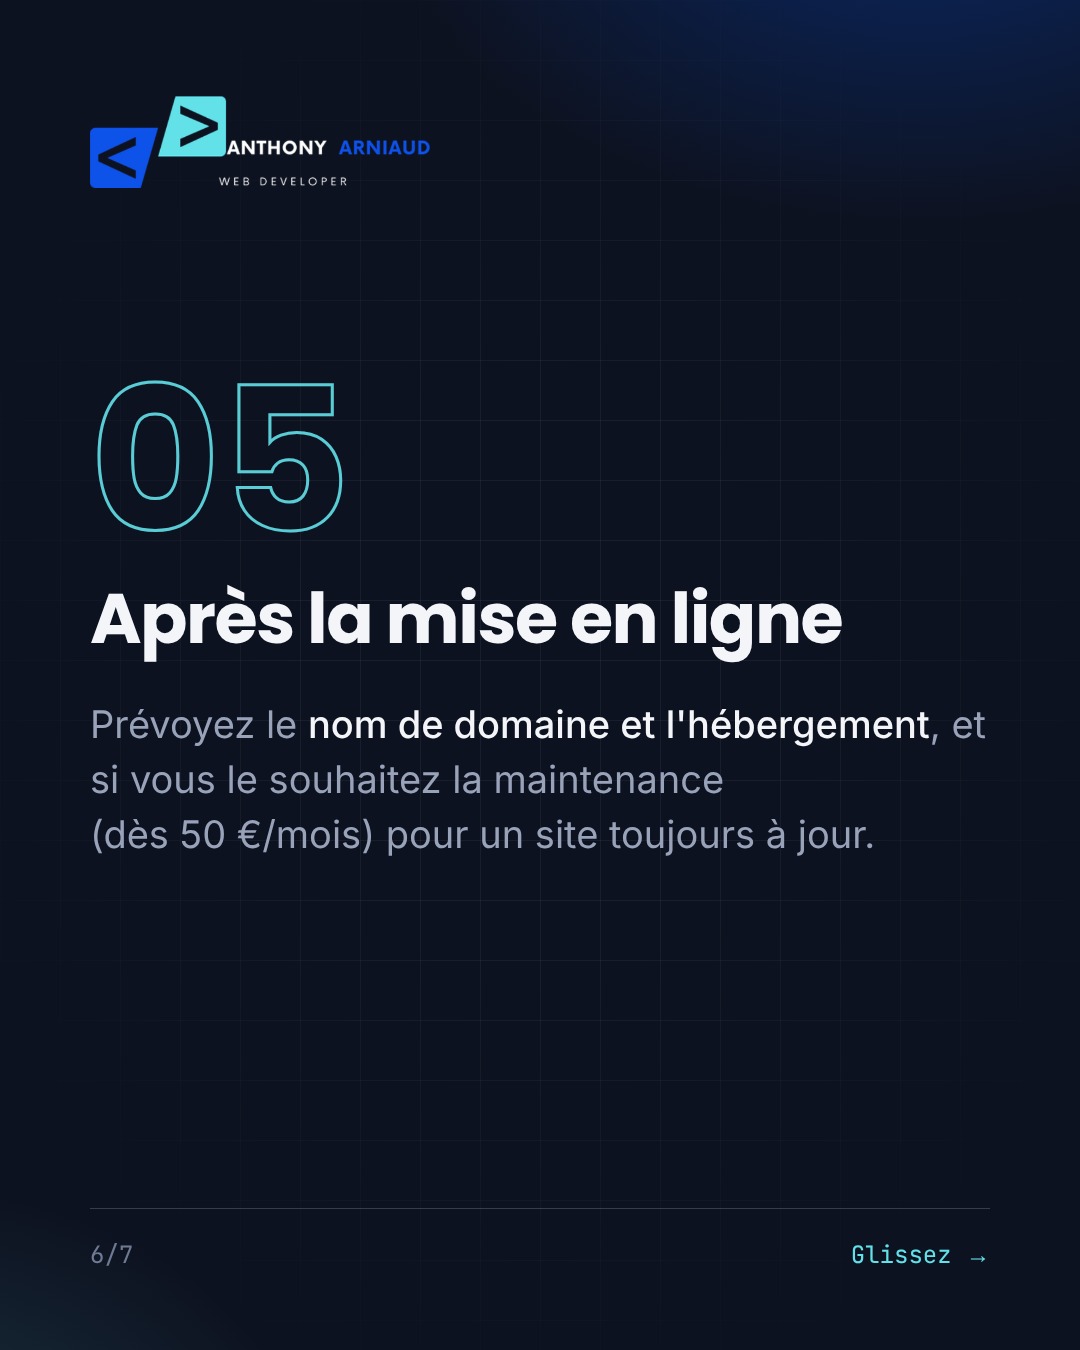 < >
ANTHONY ARNIAUD
WEB DEVELOPER
05
Après la mise en ligne
Prévoyez le nom de domaine et l'hébergement, et
si vous le souhaitez la maintenance
(dès 50 €/mois) pour un site toujours à jour.
6/7
Glissez →